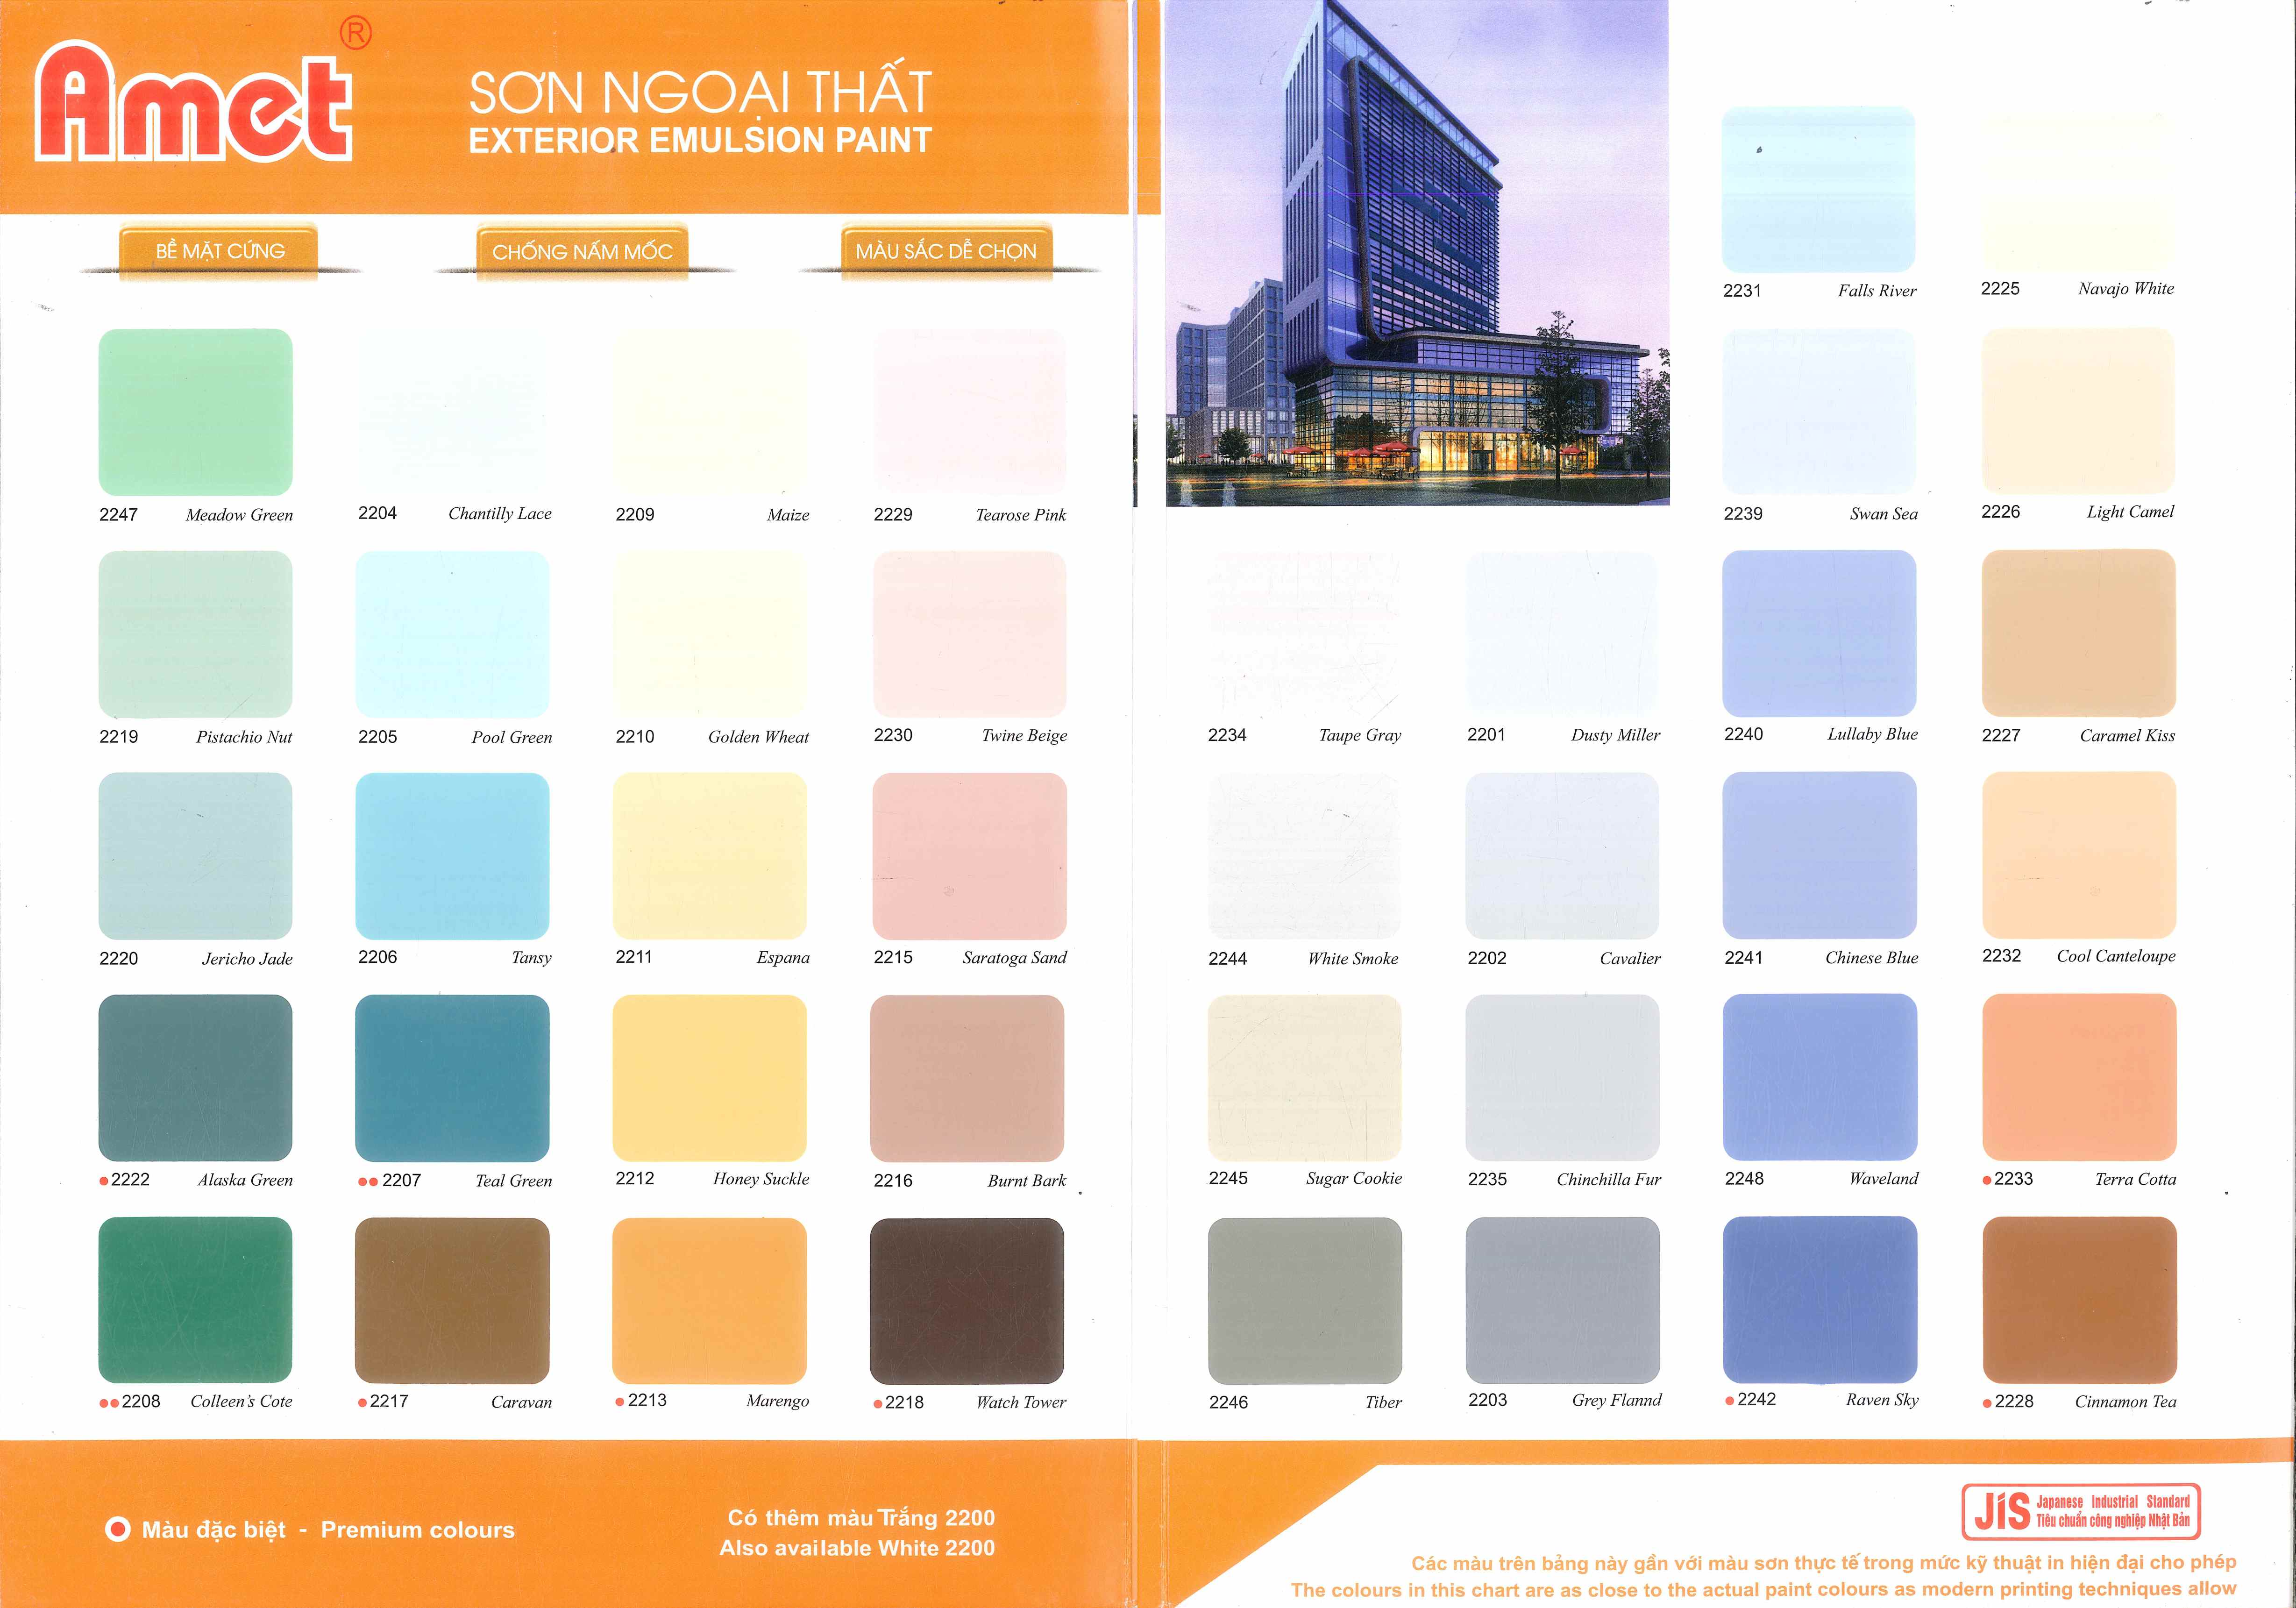 Amet ®
SƠN NGOẠI THẤT
EXTERIOR EMULSION PAINT
BỀ MẶT CỨNG
CHỐNG NẤM MỐC
MÀU SẮC DỄ CHỌN
2231 Falls River
2225 Navajo White
2247 Meadow Green
2204 Chantilly Lace
2209 Maize
2229 Tearose Pink
2239 Swan Sea
2226 Light Camel
2219 Pistachio Nut
2205 Pool Green
2210 Golden Wheat
2230 Twine Beige
2234 Taupe Gray
2201 Dusty Miller
2240 Lullaby Blue
2227 Caramel Kiss
2220 Jericho Jade
2206 Tansy
2211 Espana
2215 Saratoga Sand
2244 White Smoke
2202 Cavalier
2241 Chinese Blue
2232 Cool Canteloupe
2222 Alaska Green
2207 Teal Green
2212 Honey Suckle
2216 Burnt Bark
2245 Sugar Cookie
2235 Chinchilla Fur
2248 Waveland
2233 Terra Cotta
2208 Colleen's Cote
2217 Caravan
2213 Marengo
2218 Watch Tower
2246 Tiber
2203 Grey Flannd
2242 Raven Sky
2228 Cinnamon Tea
Màu đặc biệt - Premium colours
Có thêm màu Trắng 2200
Also available White 2200
JIS
Japanese Industrial Standard
Tiêu chuẩn công nghiệp Nhật Bản
Các màu trên bảng này gần với màu sơn thực tế trong mức kỹ thuật in hiện đại cho phép
The colours in this chart are as close to the actual paint colours as modern printing techniques allow